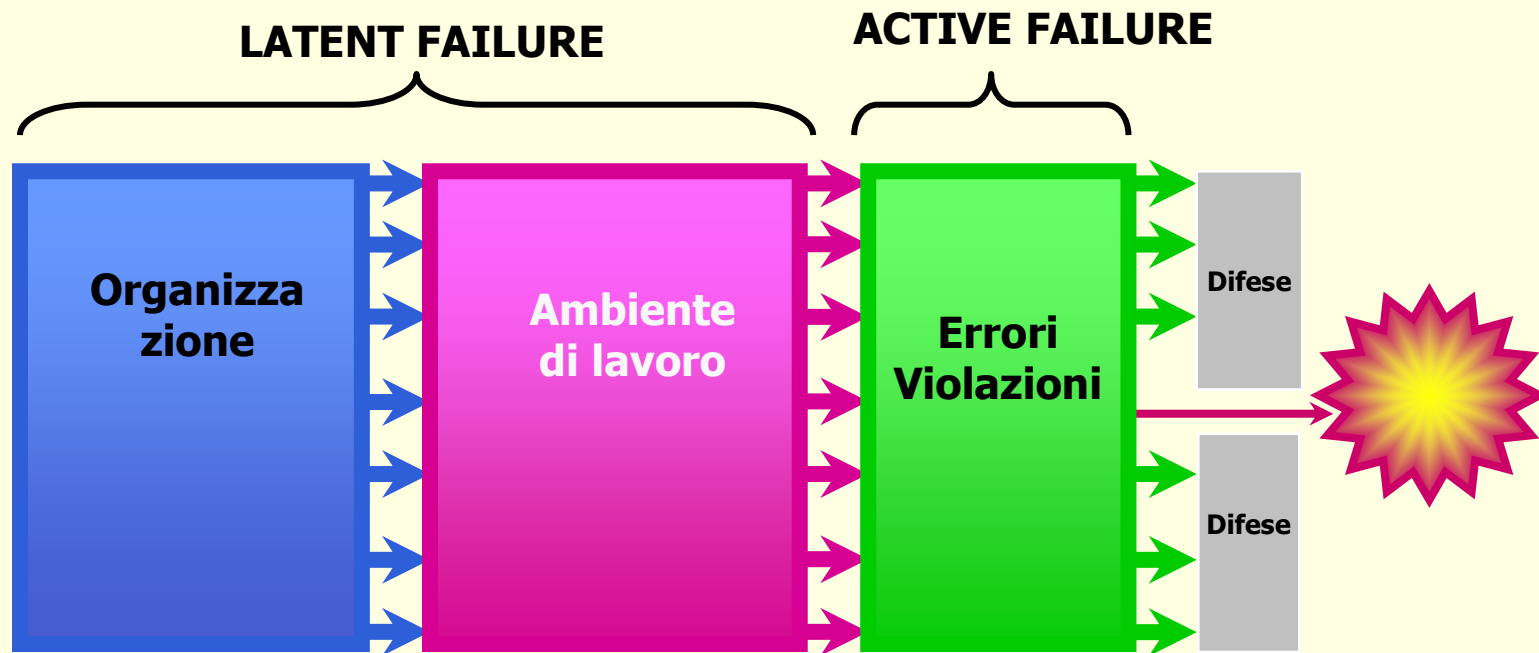 LATENT FAILURE
ACTIVE FAILURE
Organizza
zione
Ambiente
di lavoro
Errori
Violazioni
Difese
Difese